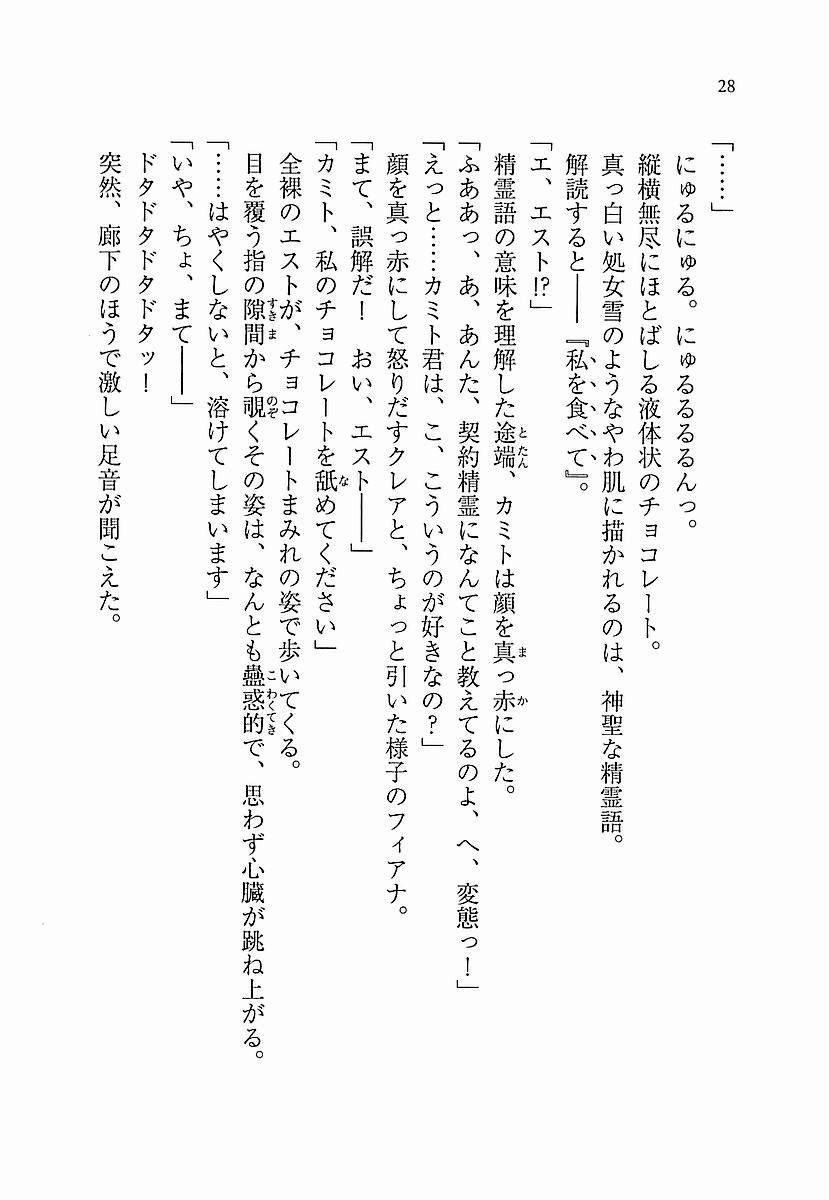 28
「……」
にゅるにゅる。にゅるるるるんっ。
縦横無尽にほとばしる液体状のチョコレート。
真っ白い処女雪のようなやわ肌に描かれるのは、神聖な精霊語。
解読すると――『私を食べて』。
「エ、エスト!?」
精霊語の意味を理解した途端、カミトは顔を真っ赤にした。
「ふああっ、あ、あんた、契約精霊になんてこと教えてるのよ、へ、変態っ！」
「えっと……カミト君は、こ、こういうのが好きなの？」
顔を真っ赤にして怒りだすクレアと、ちょっと引いた様子のフィアナ。
「まて、誤解だ！　おい、エスト――」
「カミト、私のチョコレートを舐めてください」
全裸のエストが、チョコレートまみれの姿で歩いてくる。
目を覆う指の隙間から覗くその姿は、なんとも蠱惑的で、思わず心臓が跳ね上がる。
「……はやくしないと、溶けてしまいます」
「いや、ちょ、まて――」
ドタドタドタドタッ！
突然、廊下のほうで激しい足音が聞こえた。